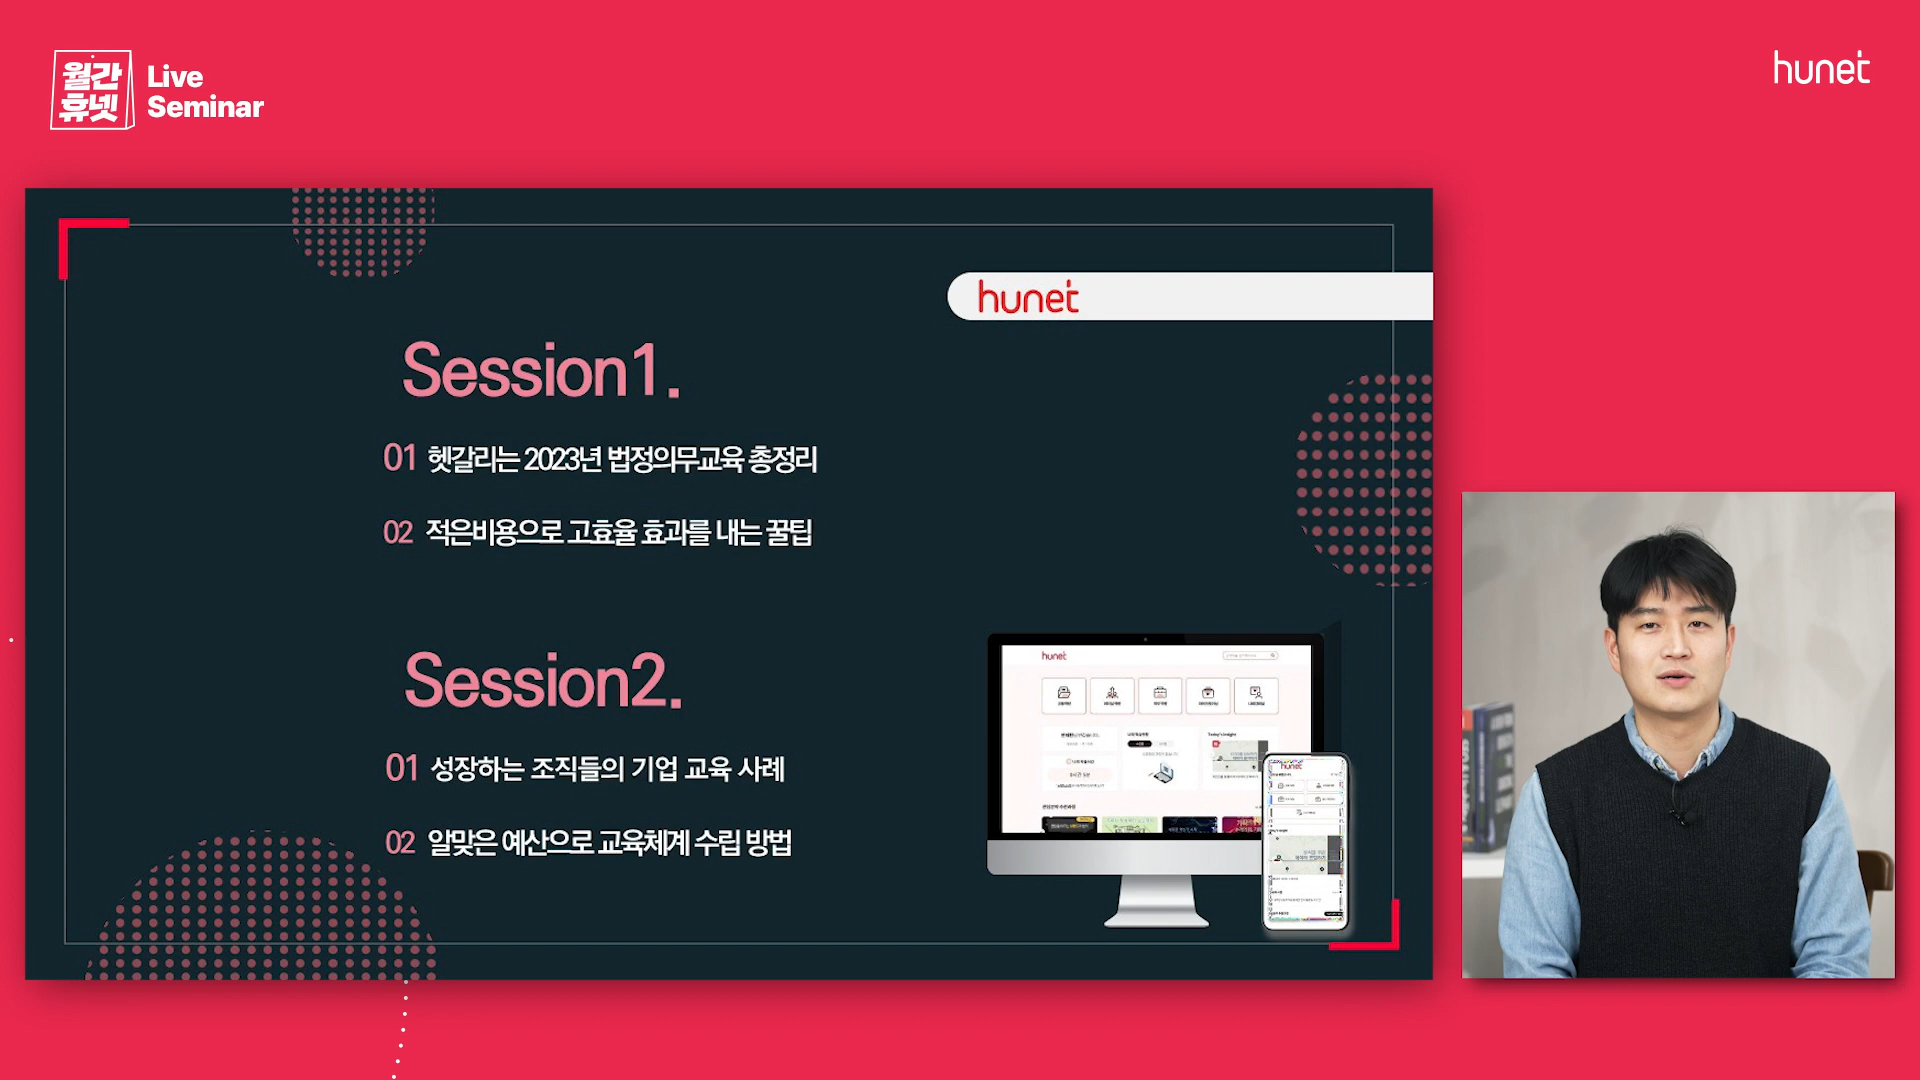 월간
휴넷
Live
Seminar
hunet
hunet
Session1.
01 헷갈리는 2023년 법정의무교육 총정리
02 적은비용으로 고효율 효과를 내는 꿀팁
Session2.
01 성장하는 조직들의 기업 교육 사례
02 알맞은 예산으로 교육체계 수립 방법
hunet
Today's Insight
hunet